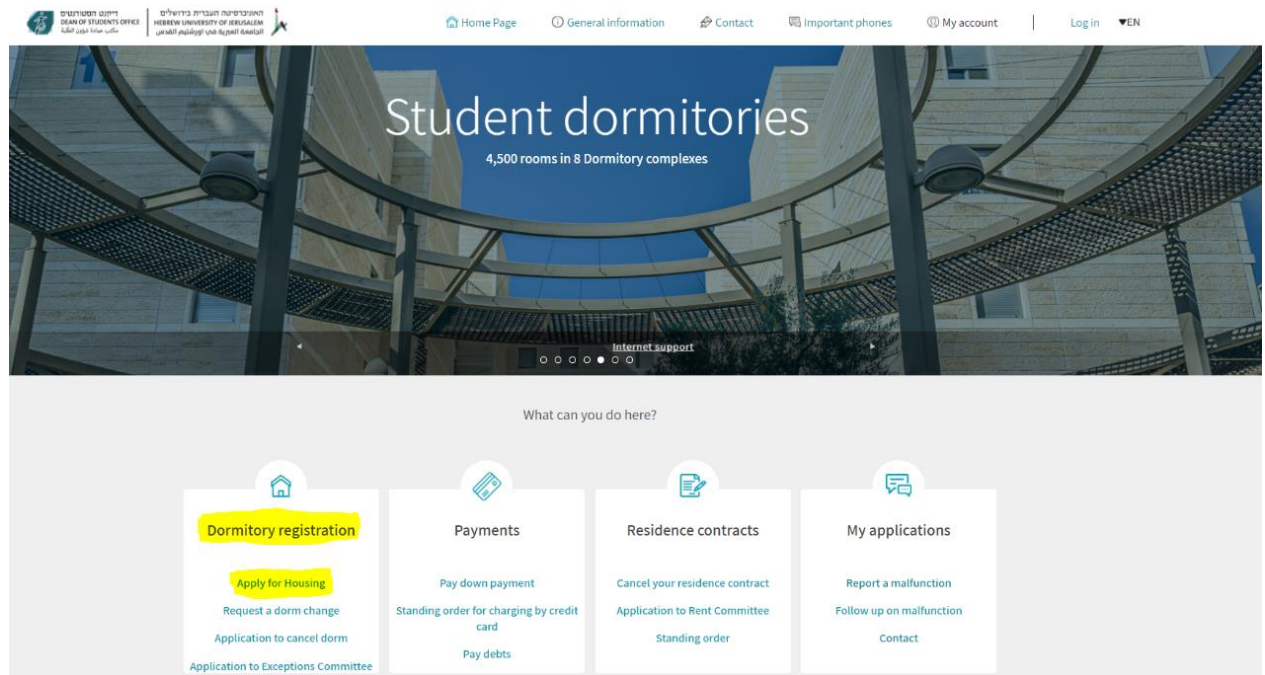 דיקנט הסטודנטים
DEAN OF STUDENTS OFFICE
مكتب عمادة شؤون الطلبة
האוניברסיטה העברית בירושלים
HEBREW UNIVERSITY OF JERUSALEM
الجامعة العبرية في اورشليم القدس
Home Page
General information
Contact
Important phones
My account
Log in
▼EN
Student dormitories
4,500 rooms in 8 Dormitory complexes
Internet support
What can you do here?
Dormitory registration
Apply for Housing
Request a dorm change
Application to cancel dorm
Application to Exceptions Committee
Payments
Pay down payment
Standing order for charging by credit
card
Pay debts
Residence contracts
Cancel your residence contract
Application to Rent Committee
Standing order
My applications
Report a malfunction
Follow up on malfunction
Contact